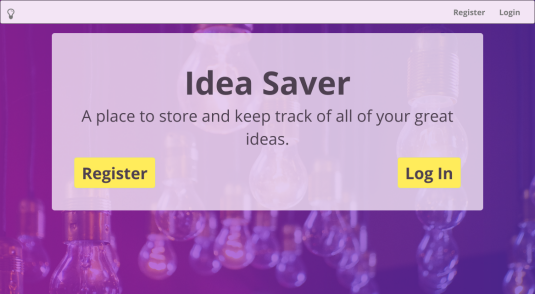 Register Login
Idea Saver
A place to store and keep track of all of your great
ideas.
Register Log In